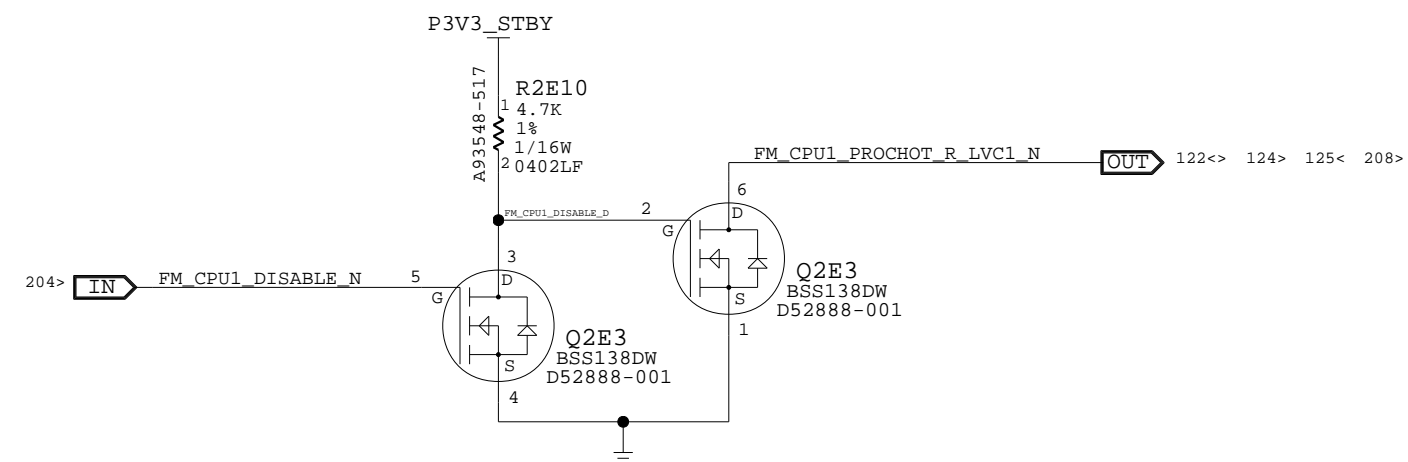 P3V3_STBY
A93548-517
R2E10
1
4.7K
1%
1/16W
2
0402LF
FM_CPU1_PROCHOT_R_LVC1_N
OUT
122<> 124> 125< 208>
6
D
FM_CPU1_DISABLE_D
2
G
S
Q2E3
BSS138DW
D52888-001
1
204>
IN
FM_CPU1_DISABLE_N
5
3
D
G
S
Q2E3
BSS138DW
D52888-001
4